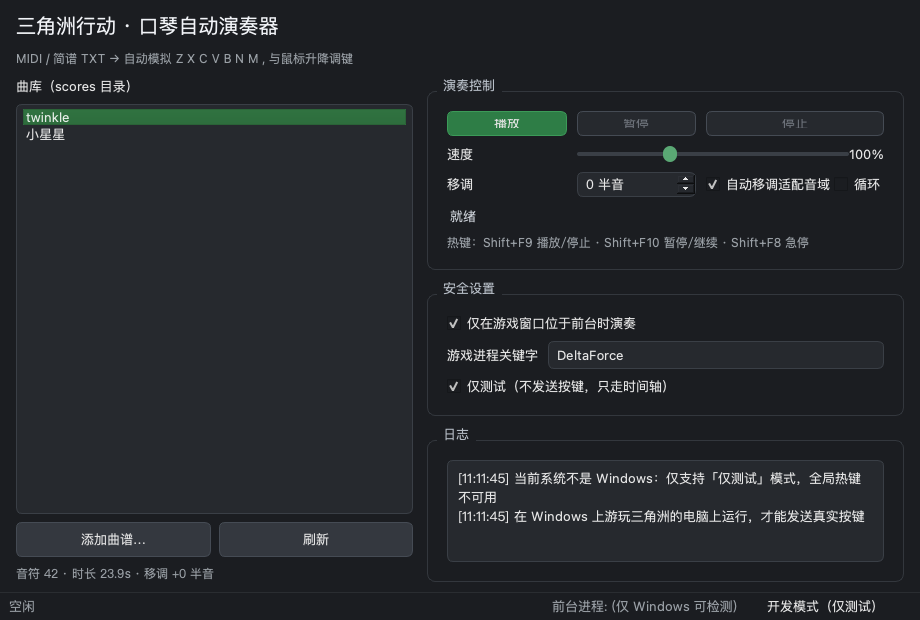 三角洲行动 · 口琴自动演奏器
MIDI / 简谱 TXT → 自动模拟 Z X C V B N M , 与鼠标升降调键
曲库（scores 目录）
twinkle
小星星
添加曲谱…
刷新
音符 42 · 时长 23.9s · 移调 +0 半音
演奏控制
播放
暂停
停止
速度
100%
移调
0 半音
自动移调适配音域
循环
就绪
热键：Shift+F9 播放/停止 · Shift+F10 暂停/继续 · Shift+F8 急停
安全设置
仅在游戏窗口位于前台时演奏
游戏进程关键字
DeltaForce
仅测试（不发送按键，只走时间轴）
日志
[11:11:45] 当前系统不是 Windows：仅支持「仅测试」模式，全局热键
不可用
[11:11:45] 在 Windows 上游玩三角洲的电脑上运行，才能发送真实按键
空闲
前台进程: (仅 Windows 可检测)
开发模式（仅测试）